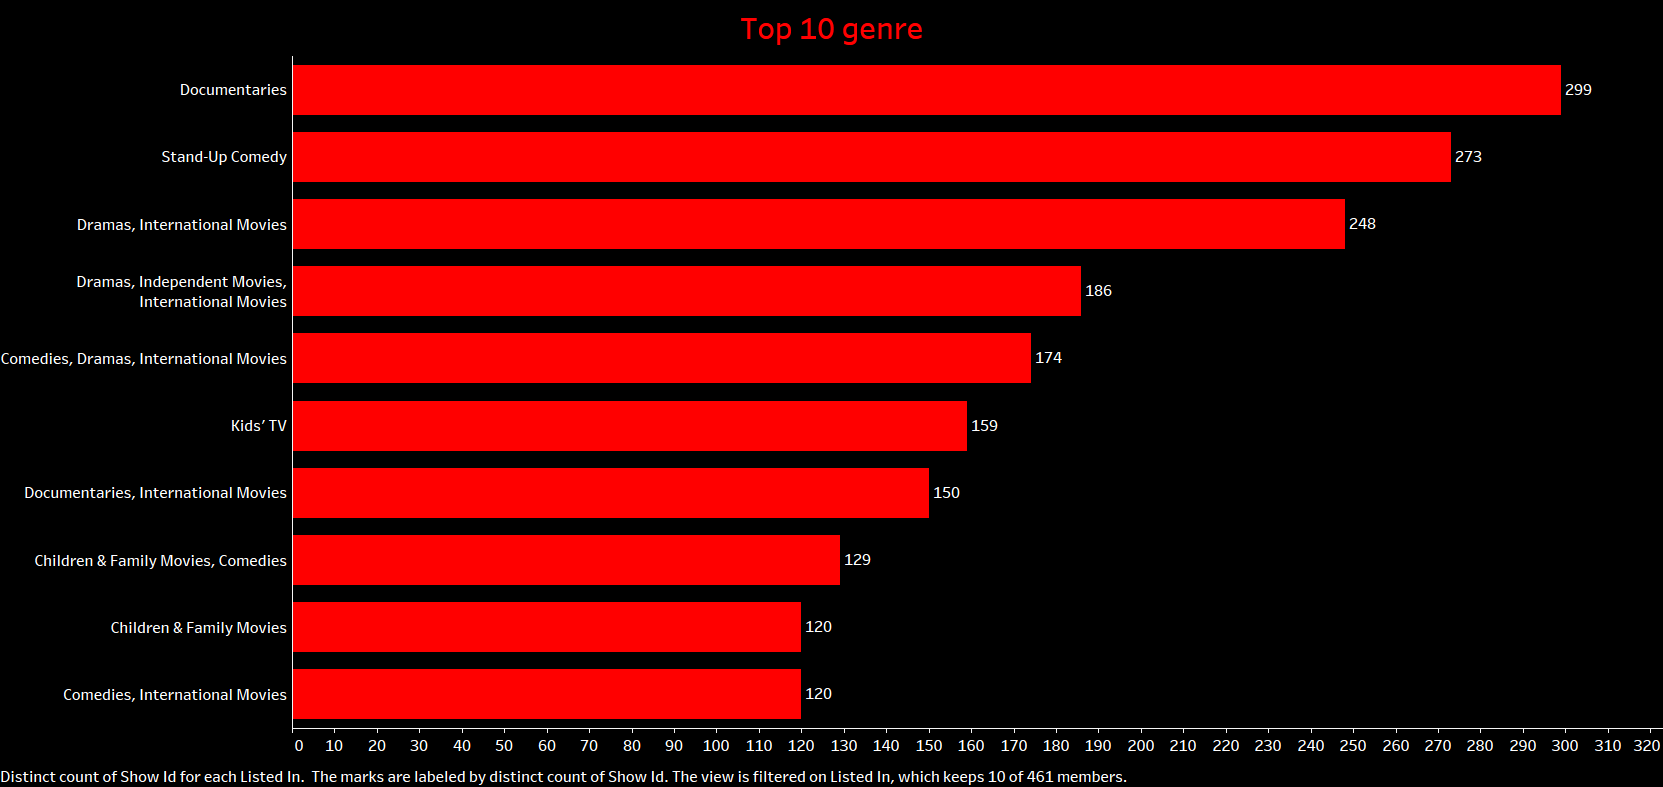 Top 10 genre
Documentaries 299
Stand-Up Comedy 273
Dramas, International Movies 248
Dramas, Independent Movies,
International Movies 186
Comedies, Dramas, International Movies 174
Kids’ TV 159
Documentaries, International Movies 150
Children & Family Movies, Comedies 129
Children & Family Movies 120
Comedies, International Movies 120
0 10 20 30 40 50 60 70 80 90 100 110 120 130 140 150 160 170 180 190 200 210 220 230 240 250 260 270 280 290 300 310 320
Distinct count of Show Id for each Listed In.  The marks are labeled by distinct count of Show Id. The view is filtered on Listed In, which keeps 10 of 461 members.